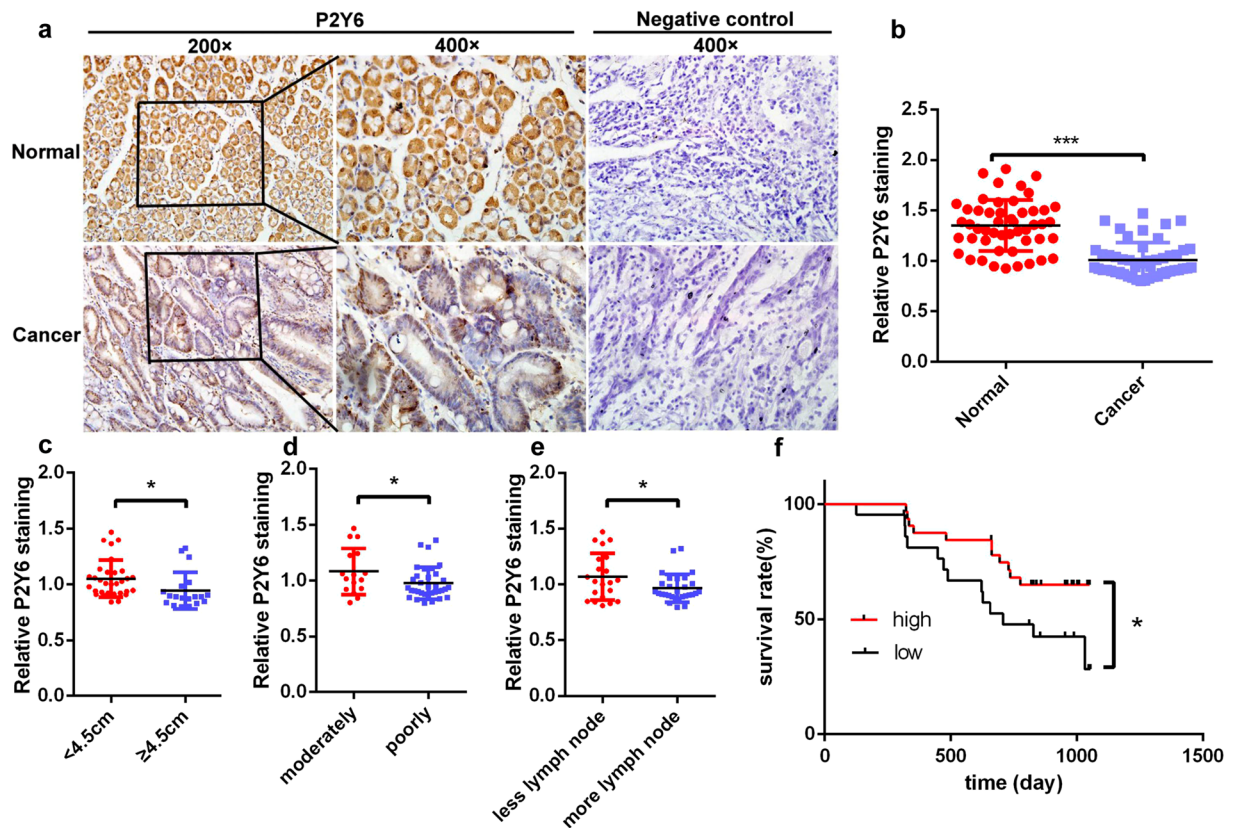 a
P2Y6
Negative control
200×
400×
400×
Normal
Cancer
b
Relative P2Y6 staining
2.5
2.0
1.5
1.0
0.5
0.0
***
Normal
Cancer
c
Relative P2Y6 staining
2.0
1.5
1.0
0.5
0.0
*
<4.5cm
≥4.5cm
d
Relative P2Y6 staining
2.0
1.5
1.0
0.5
0.0
*
moderately
poorly
e
Relative P2Y6 staining
2.0
1.5
1.0
0.5
0.0
*
less lymph node
more lymph node
f
survival rate(%)
100
50
0
high
low
*
0
500
1000
1500
time (day)